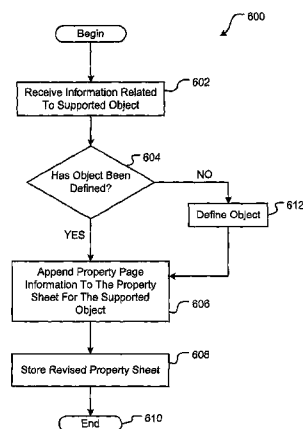 Begin
600
Receive Information Related
To Supported Object
602
604
Has Object Been
Defined?
NO
612
Define Object
YES
Append Property Page
Information To The Property
Sheet For The Supported
Object
606
608
Store Revised Property Sheet
End
610